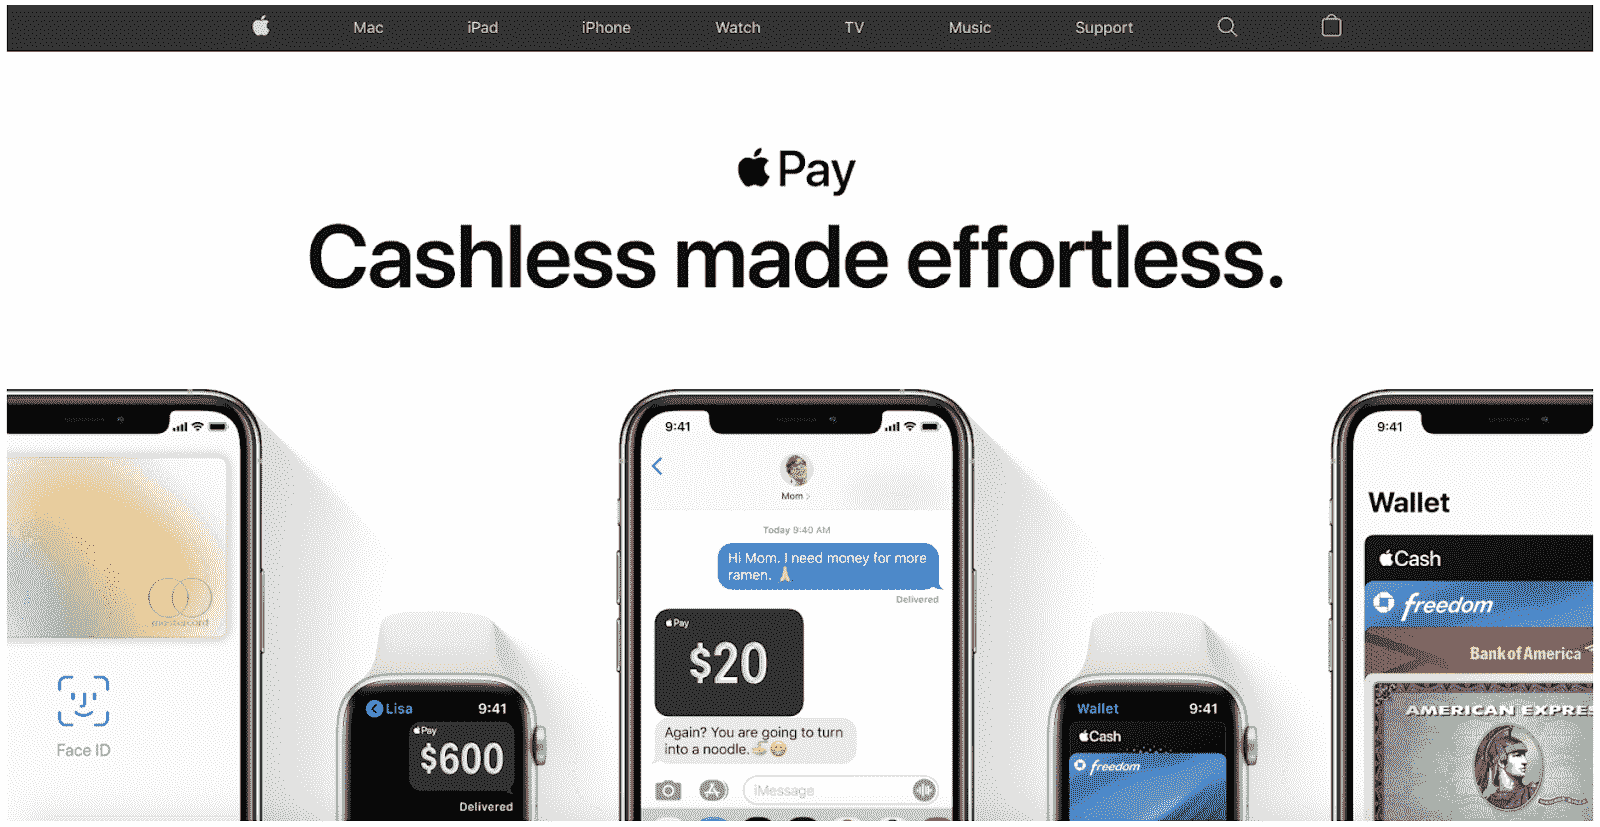 Mac iPad iPhone Watch TV Music Support
Pay
Cashless made effortless.
mastercard
Face ID
Lisa 9:41
Pay
$600
Delivered
9:41
Mom
Today 9:40 AM
Hi Mom. I need money for more
ramen.
Delivered
Pay
$20
Again? You are going to turn
into a noodle.
iMessage
Wallet 9:41
Cash
freedom
9:41
Wallet
Cash
freedom
Bank of America
AMERICAN EXPRES